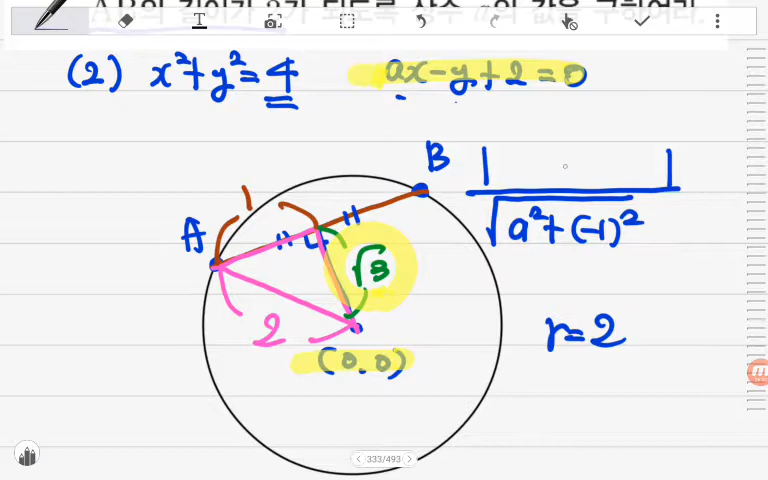 AB의 길이가 2가 되도록 상수 a의 값을 구하여라.
(2) x²+y²=4 ax-y+2=0
B
| |
√a²+(-1)²
1
A
√3
2
r=2
(0,0)
333/493